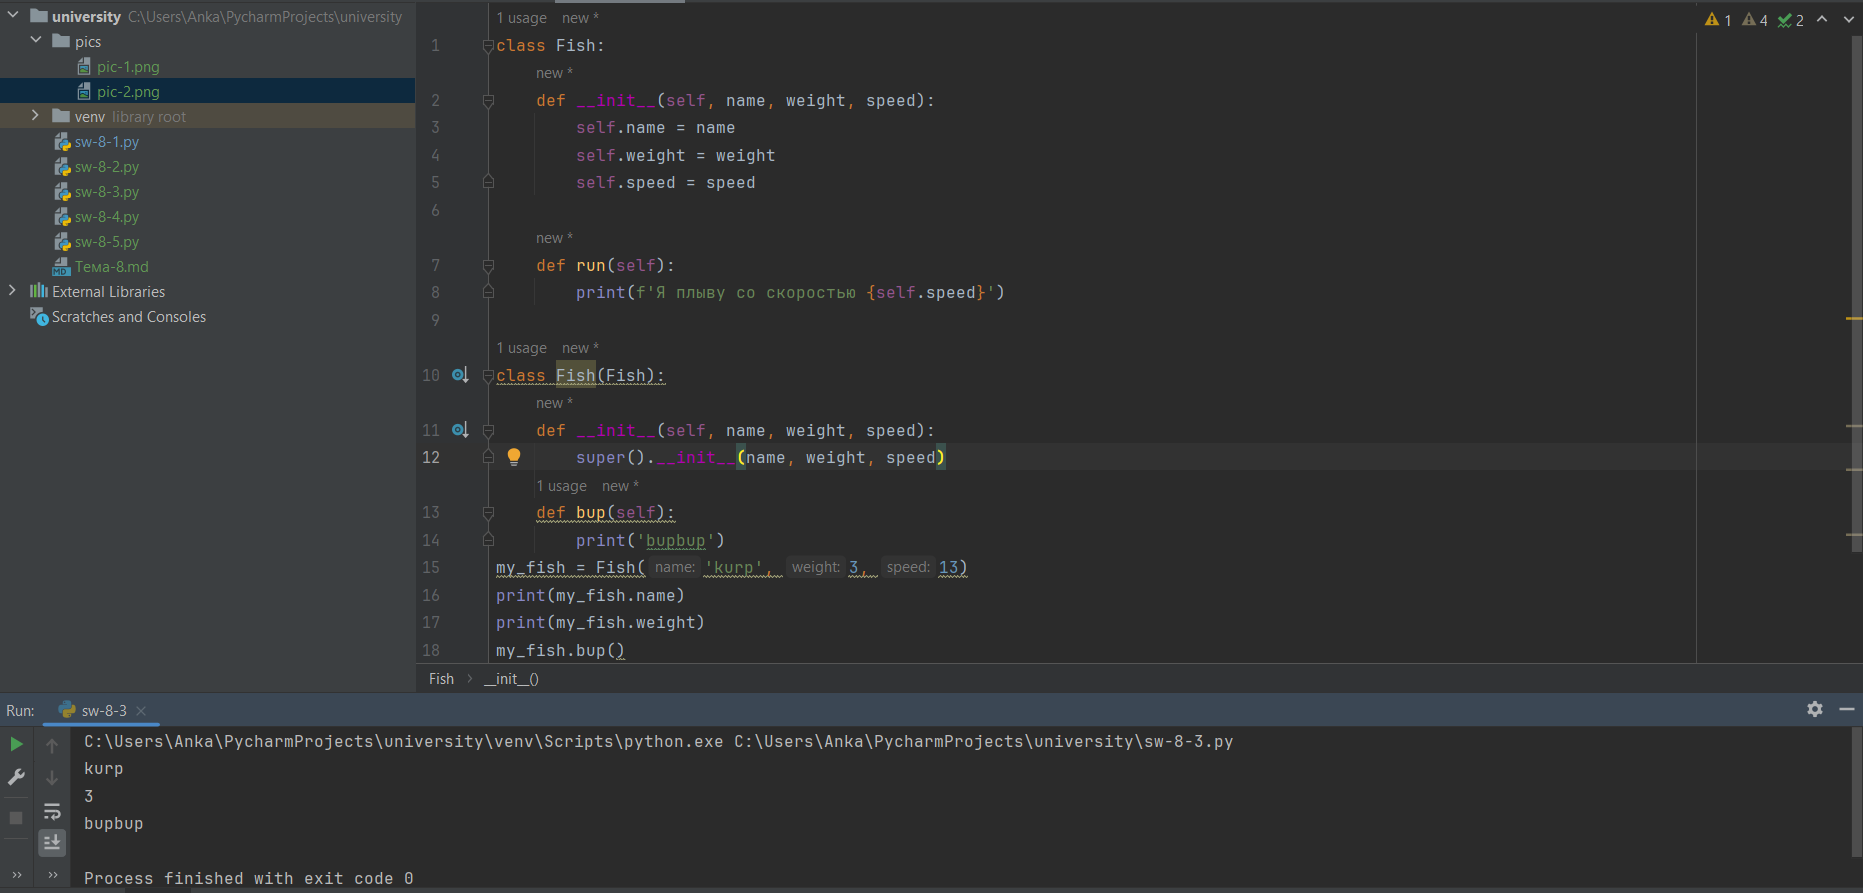 university C:\Users\Anka\PycharmProjects\university
pics
pic-1.png
pic-2.png
venv library root
sw-8-1.py
sw-8-2.py
sw-8-3.py
sw-8-4.py
sw-8-5.py
Тема-8.md
External Libraries
Scratches and Consoles
1 usage new *
1 4 2
1 class Fish:
new *
2 def __init__(self, name, weight, speed):
3 self.name = name
4 self.weight = weight
5 self.speed = speed
6
new *
7 def run(self):
8 print(f'Я плыву со скоростью {self.speed}')
9
1 usage new *
10 class Fish(Fish):
new *
11 def __init__(self, name, weight, speed):
12 super().__init__(name, weight, speed)
1 usage new *
13 def bup(self):
14 print('bupbup')
15 my_fish = Fish( name: 'kurp', weight: 3, speed: 13)
16 print(my_fish.name)
17 print(my_fish.weight)
18 my_fish.bup()
Fish › __init__()
Run: sw-8-3
C:\Users\Anka\PycharmProjects\university\venv\Scripts\python.exe C:\Users\Anka\PycharmProjects\university\sw-8-3.py
kurp
3
bupbup
Process finished with exit code 0